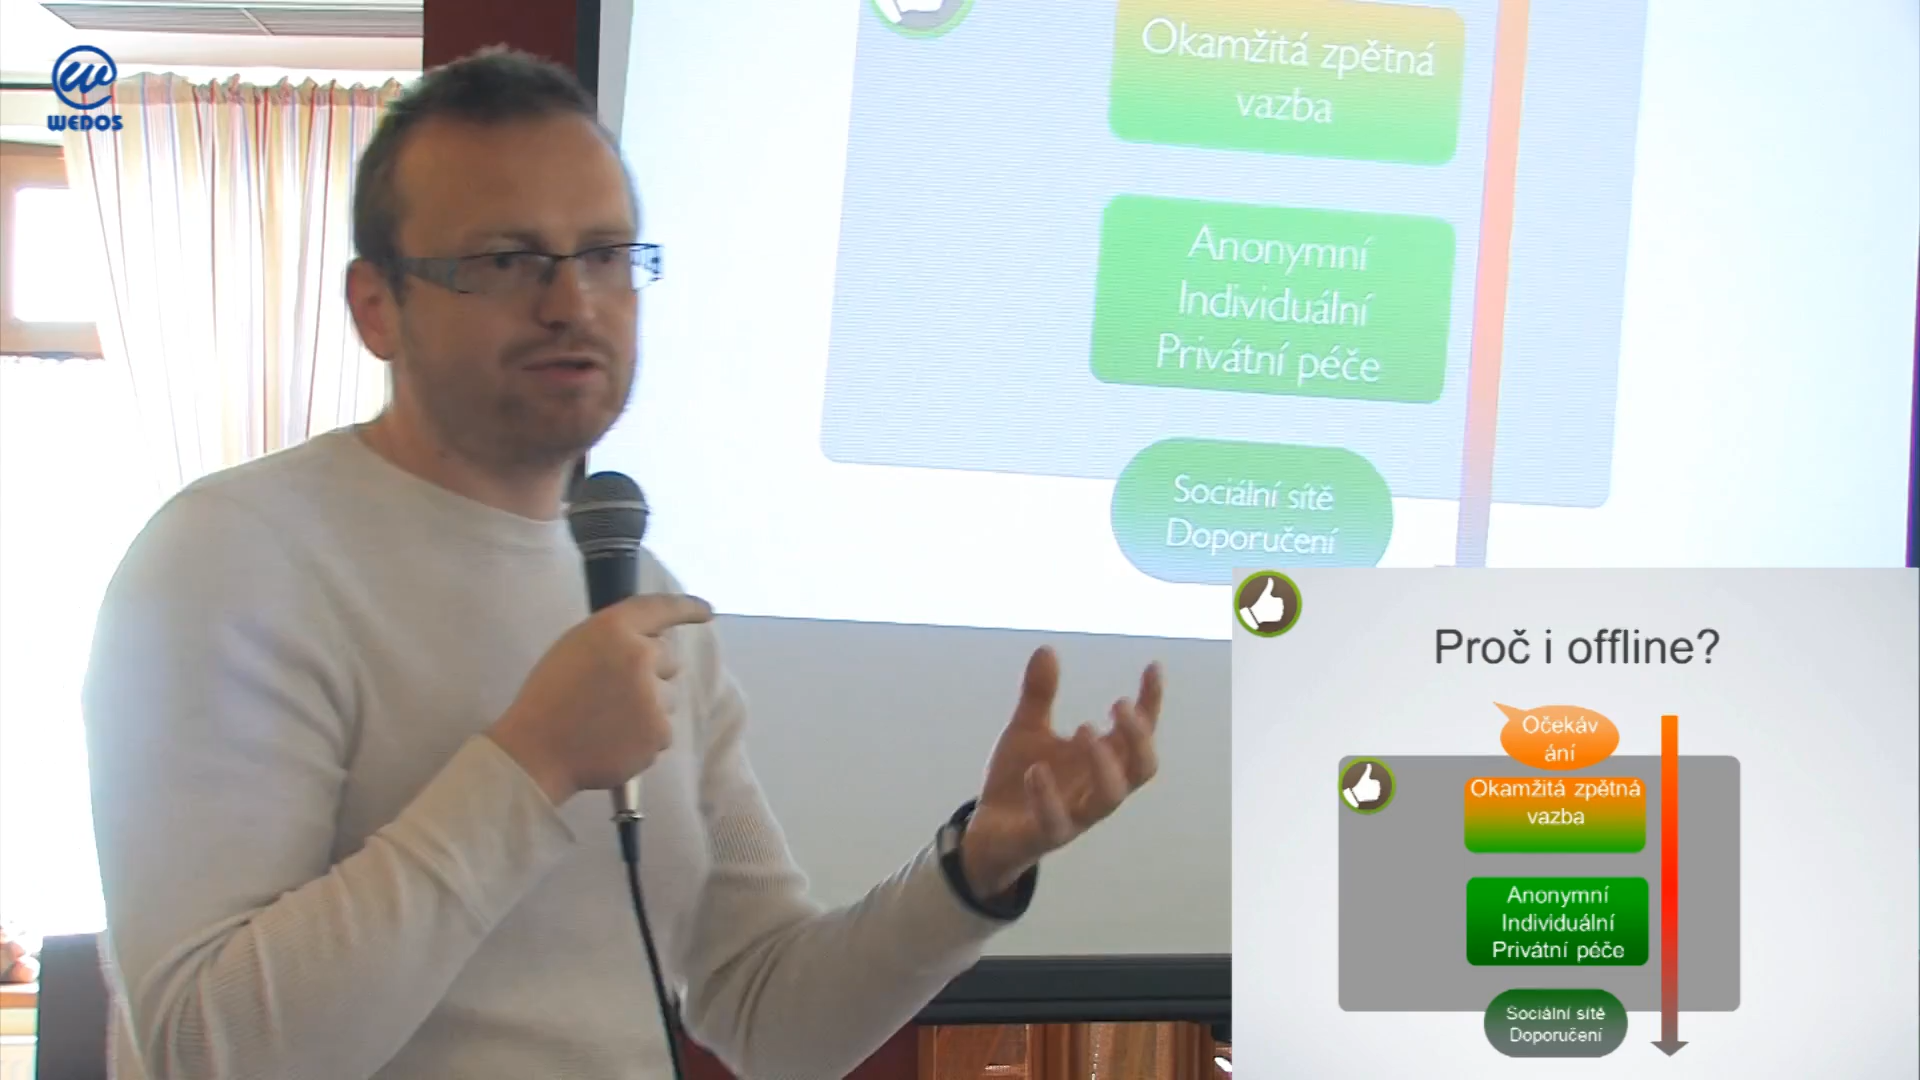 WEDOS
Okamžitá zpětná
vazba
Anonymní
Individuální
Privátní péče
Sociální sítě
Doporučení
Proč i offline?
Očekáv
ání
Okamžitá zpětná
vazba
Anonymní
Individuální
Privátní péče
Sociální sítě
Doporučení